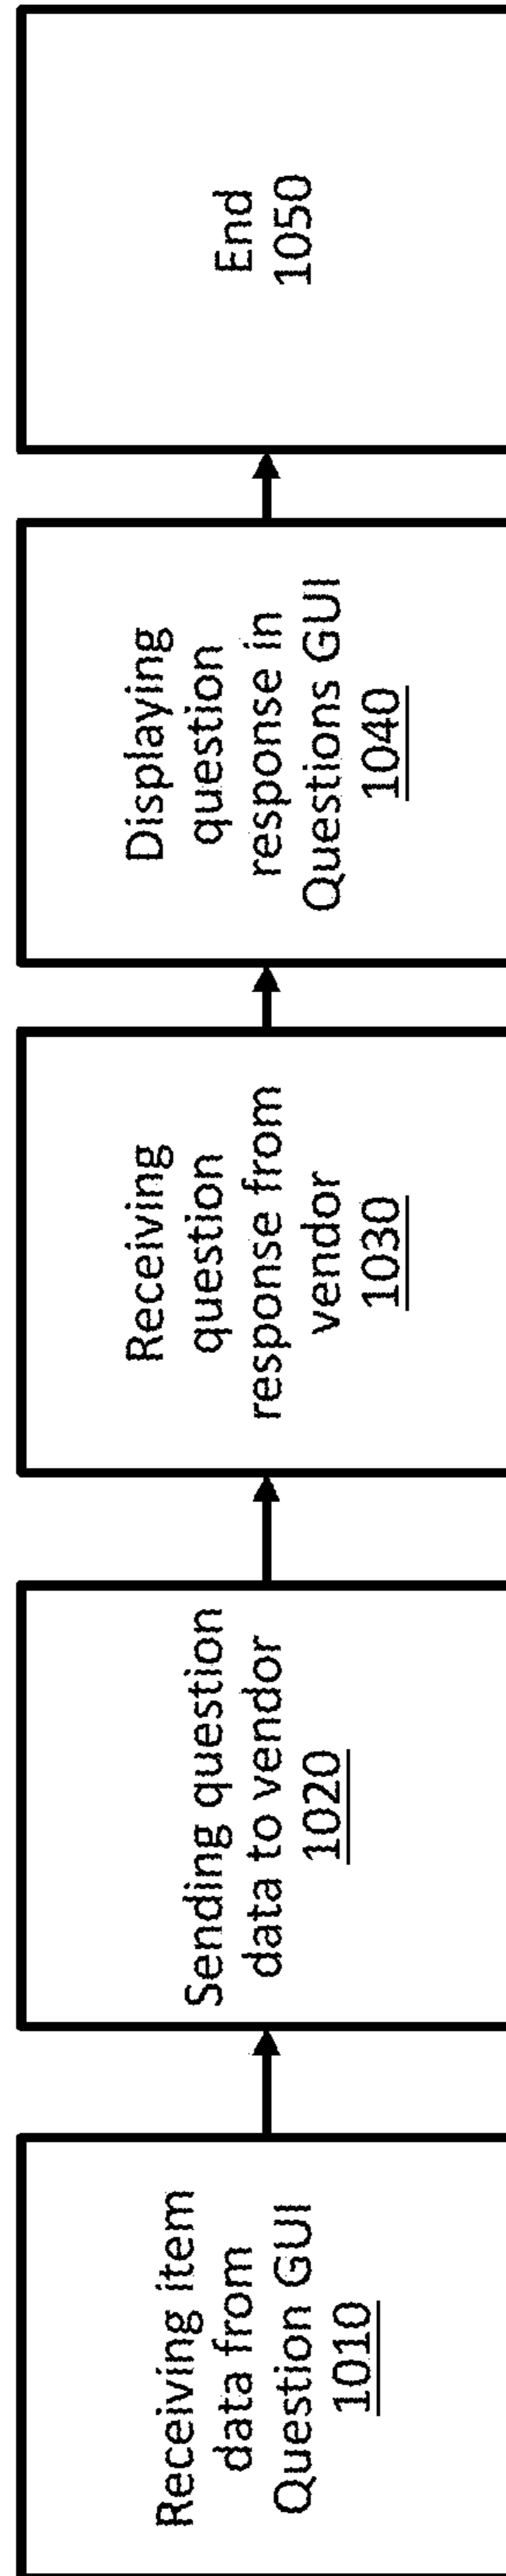 Receiving item
data from
Question GUI
1010
Sending question
data to vendor
1020
Receiving
question
response from
vendor
1030
Displaying
question
response in
Questions GUI
1040
End
1050